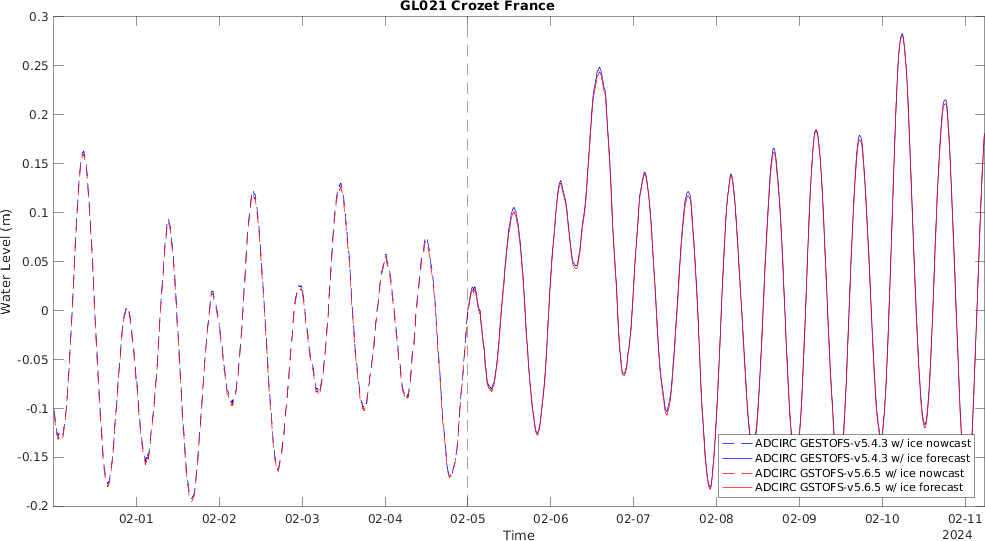 GL021 Crozet France
0.3
0.25
0.2
0.15
0.1
0.05
0
-0.05
-0.1
-0.15
-0.2
Water Level (m)
ADCIRC GESTOFS-v5.4.3 w/ ice nowcast
ADCIRC GESTOFS-v5.4.3 w/ ice forecast
ADCIRC GSTOFS-v5.6.5 w/ ice nowcast
ADCIRC GSTOFS-v5.6.5 w/ ice forecast
02-01 02-02 02-03 02-04 02-05 02-06 02-07 02-08 02-09 02-10 02-11
Time
2024